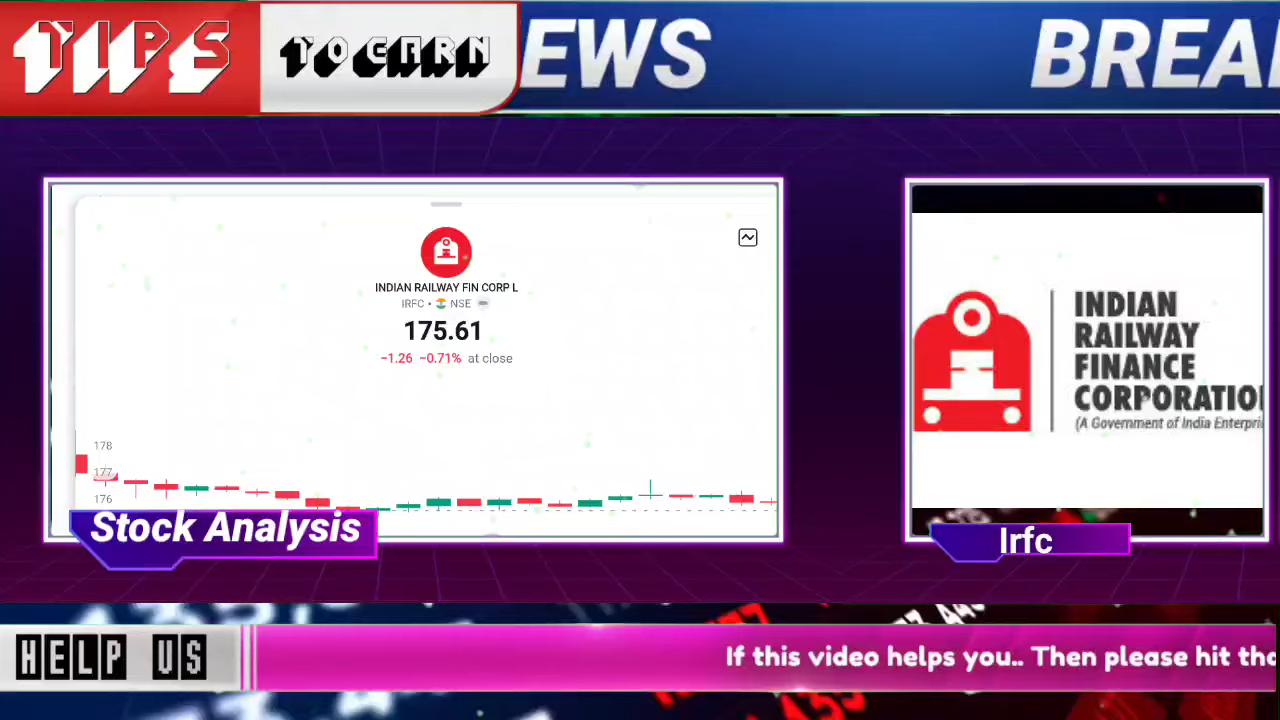 TIPS
TO EARN
EWS
BREA
INDIAN RAILWAY FIN CORP L
IRFC • NSE
175.61
−1.26 −0.71% at close
178
177
176
Stock Analysis
INDIAN
RAILWAY
FINANCE
CORPORATIO
(A Government of India Enterpri
Irfc
HELP US
If this video helps you.. Then please hit tha